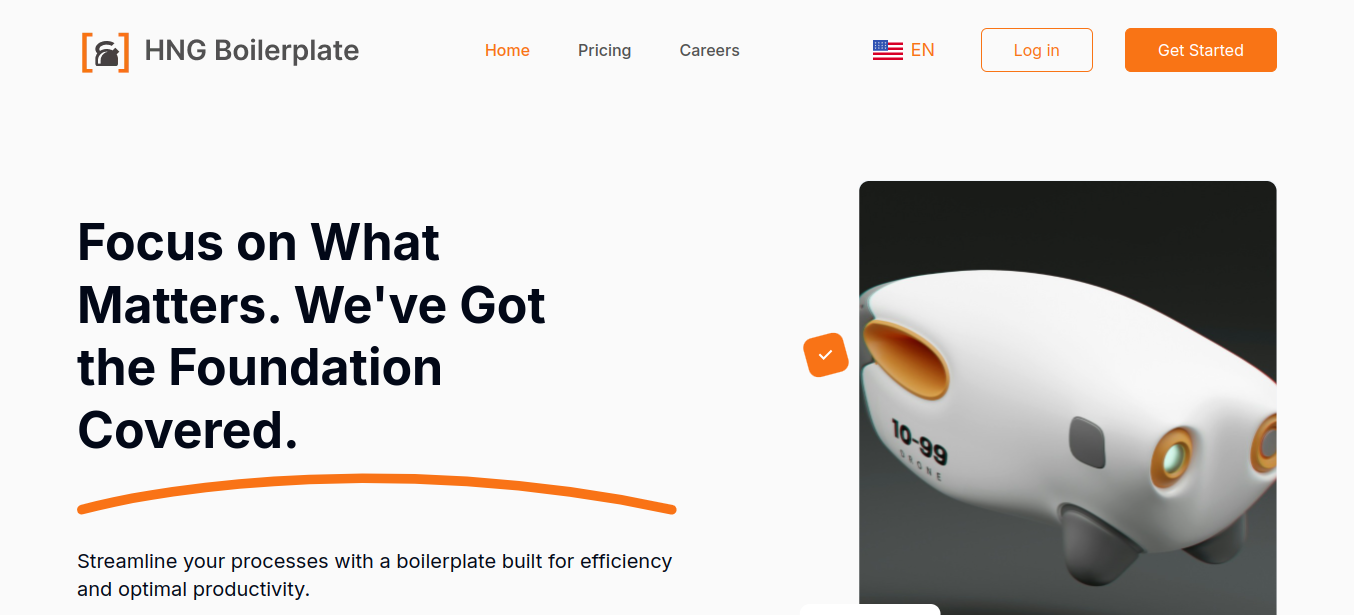 HNG Boilerplate
Home
Pricing
Careers
EN
Log in
Get Started
Focus on What
Matters. We've Got
the Foundation
Covered.
Streamline your processes with a boilerplate built for efficiency
and optimal productivity.
10-99
DRONE